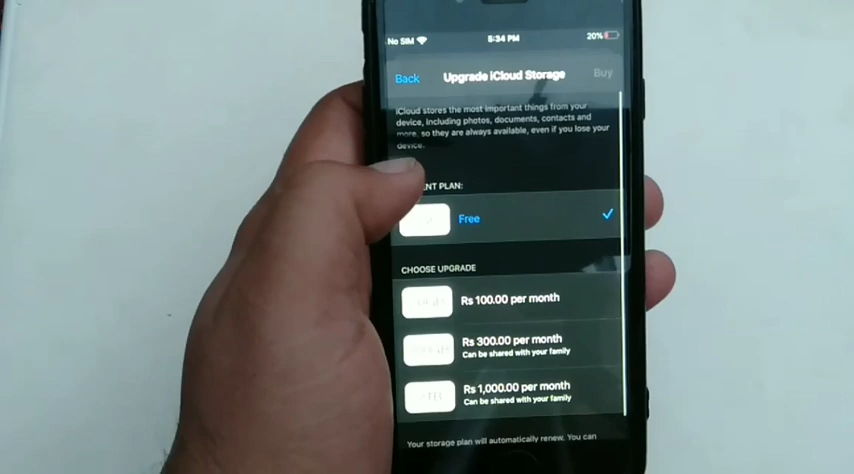 No SIM 5:34 PM 20%
Back Upgrade iCloud Storage Buy
iCloud stores the most important things from your
device, including photos, documents, contacts and
more, so they are always available, even if you lose your
device.
PLAN:
Free
CHOOSE UPGRADE
Rs 100.00 per month
Rs 300.00 per month
Can be shared with your family
2TB
Rs 1,000.00 per month
Can be shared with your family
Your storage plan will automatically renew. You can